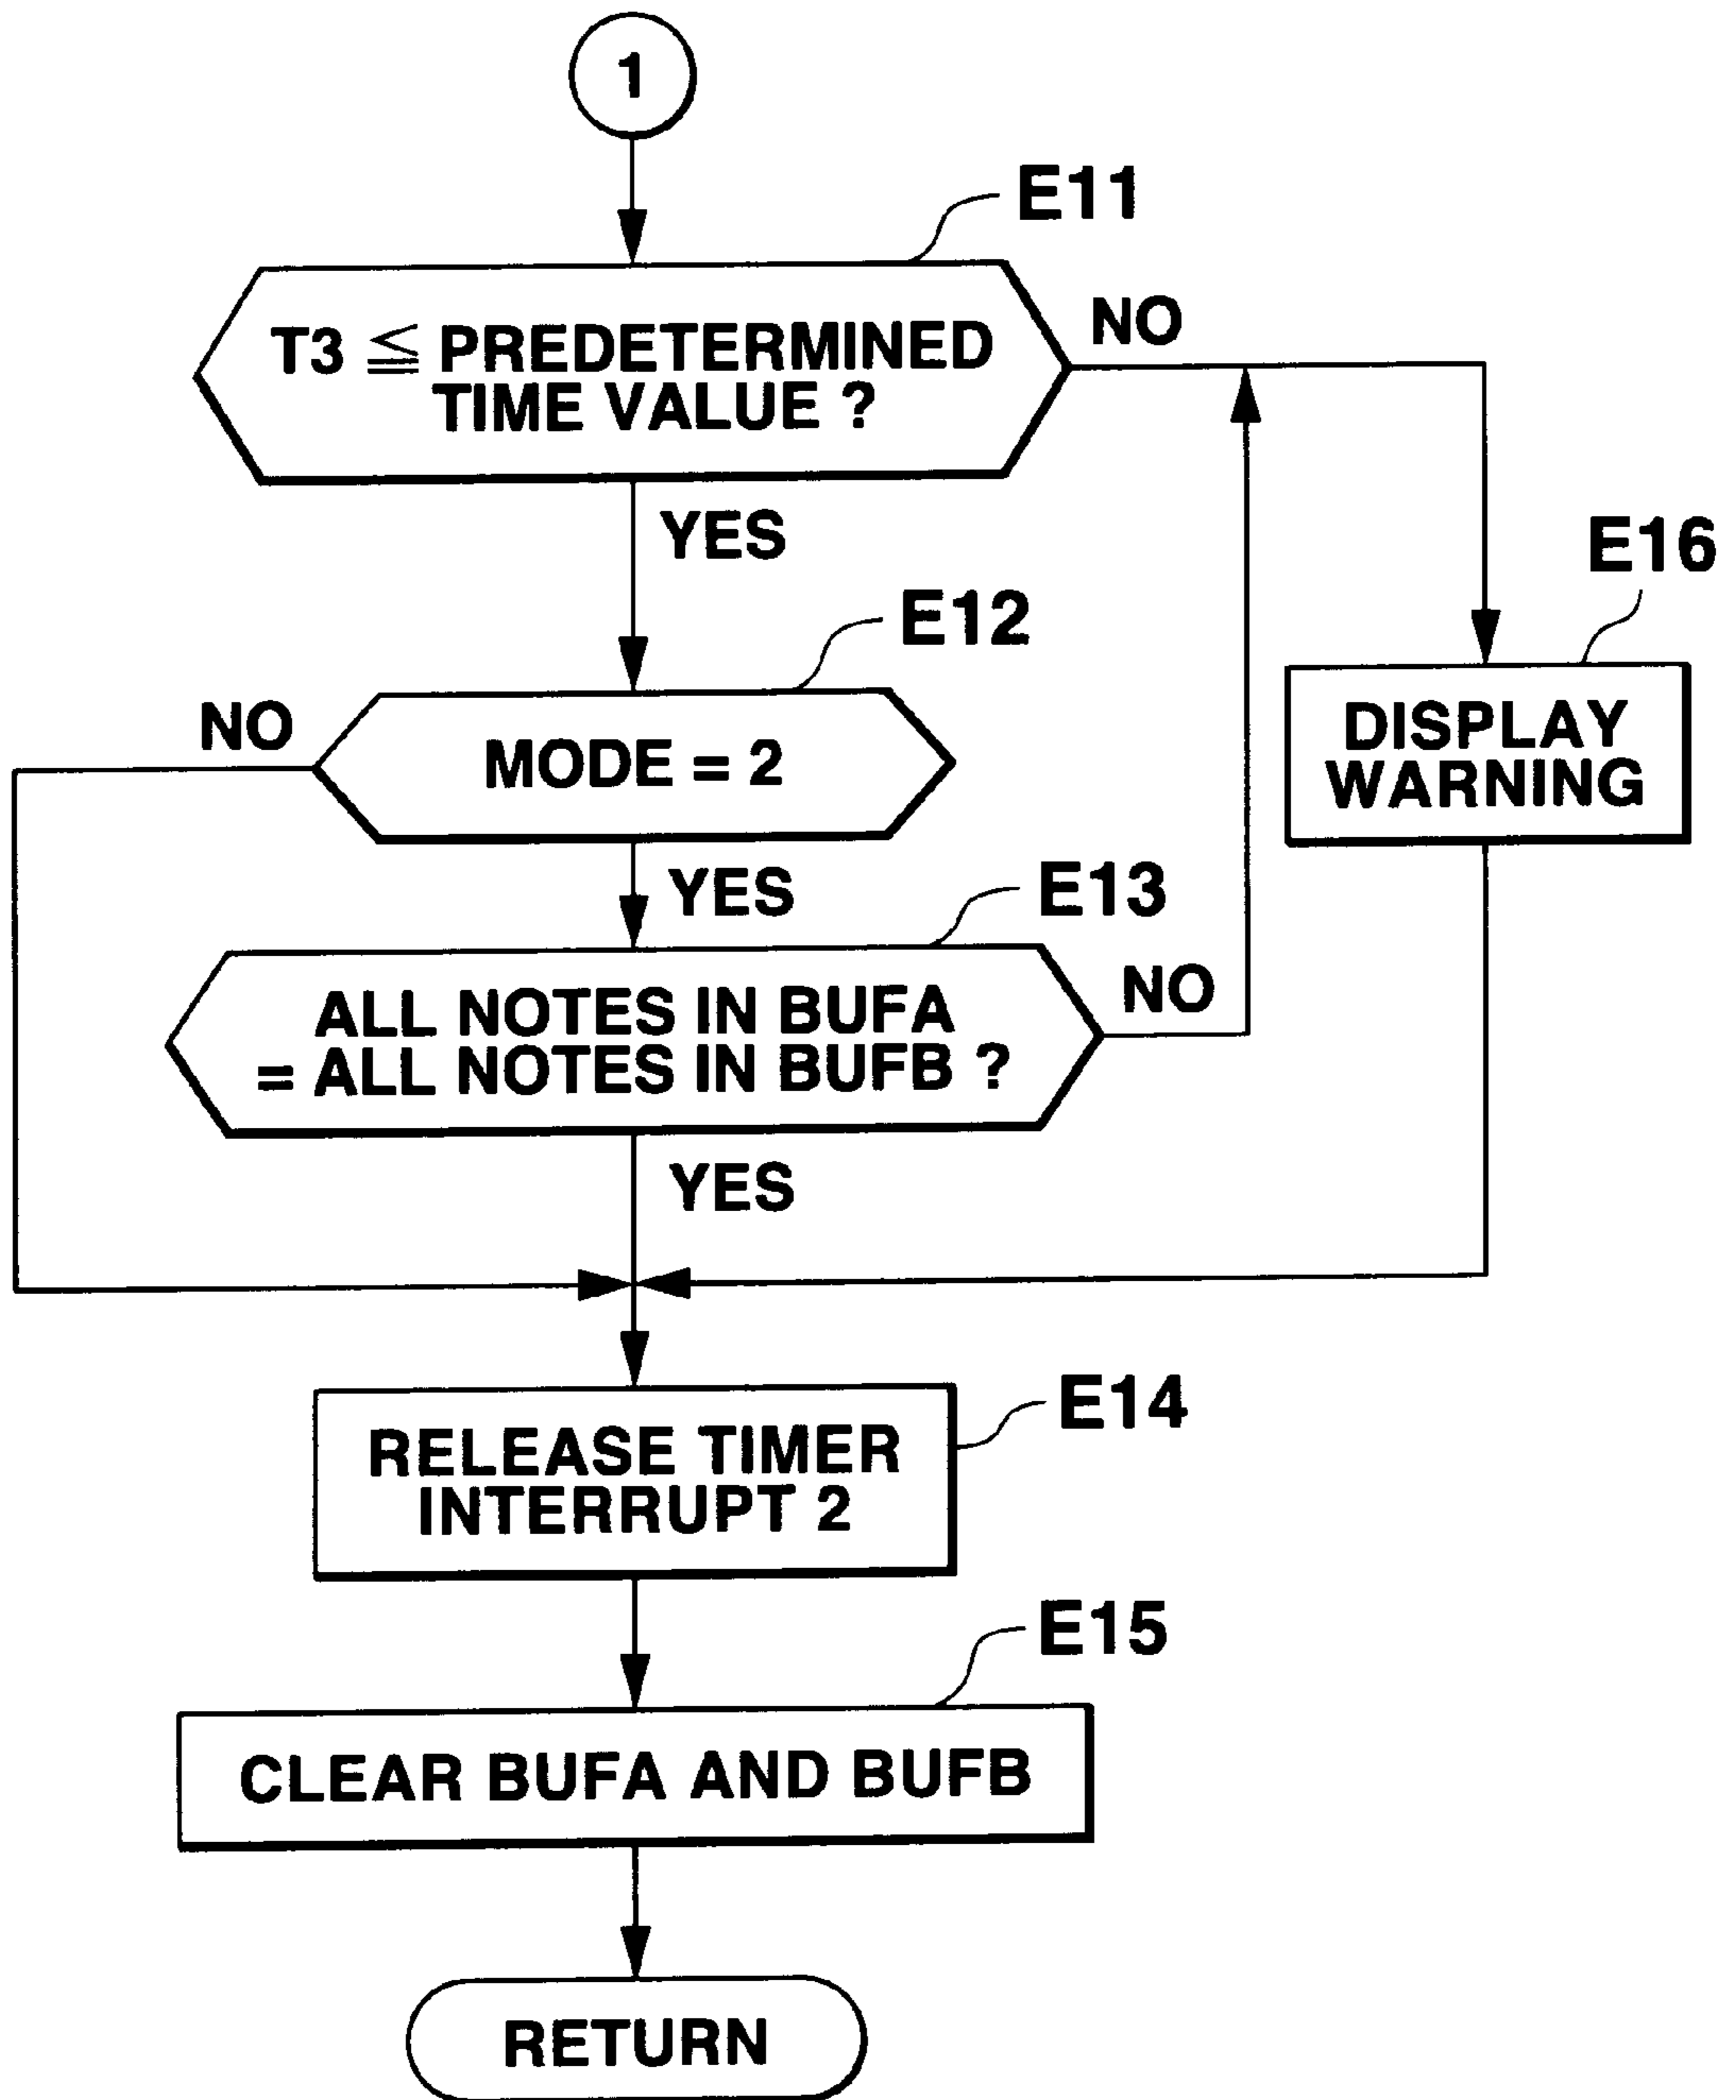 1
E11
T3 ≦ PREDETERMINED
TIME VALUE ?
NO
YES
E16
E12
NO
MODE = 2
DISPLAY
WARNING
YES
E13
ALL NOTES IN BUFA
= ALL NOTES IN BUFB ?
NO
YES
E14
RELEASE TIMER
INTERRUPT 2
E15
CLEAR BUFA AND BUFB
RETURN